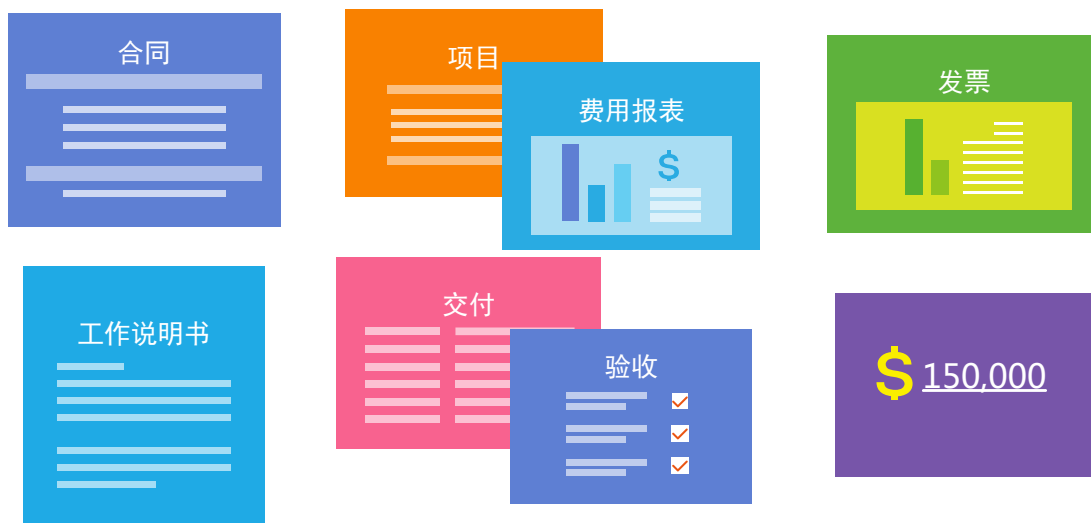 合同
项目
费用报表
$
发票
工作说明书
交付
验收
$ 150,000